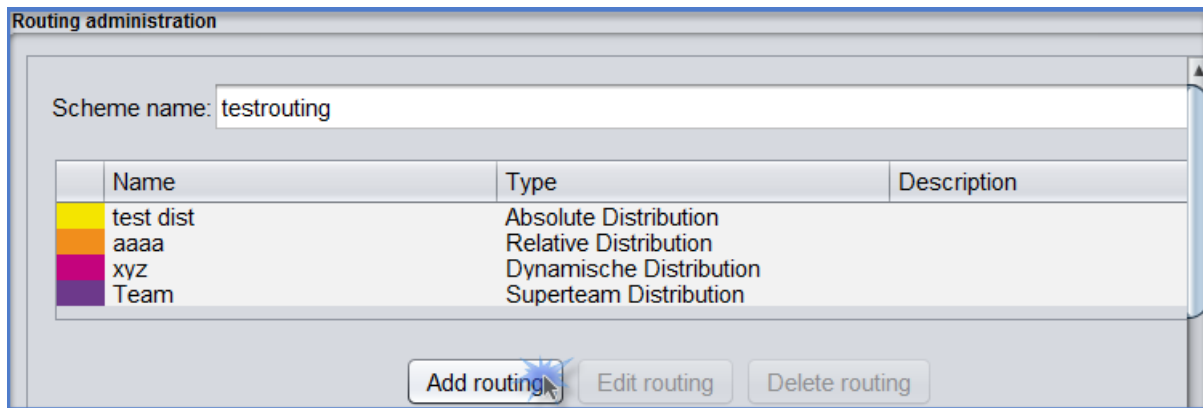 Routing administration
Scheme name: testrouting
Name Type Description
test dist Absolute Distribution
aaaa Relative Distribution
xyz Dynamische Distribution
Team Superteam Distribution
Add routing Edit routing Delete routing